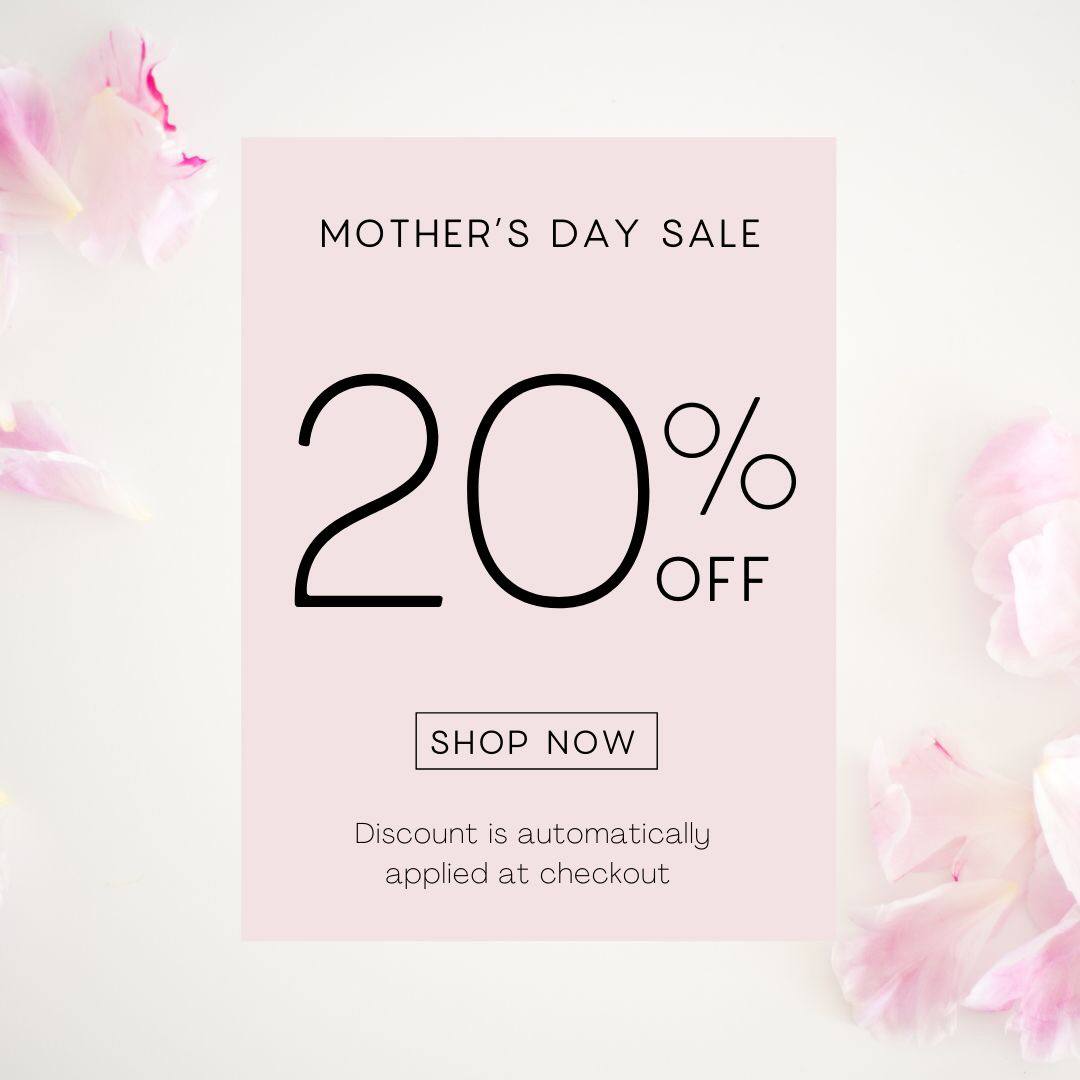 MOTHER'S DAY SALE
20%
OFF
SHOP NOW
Discount is automatically
applied at checkout